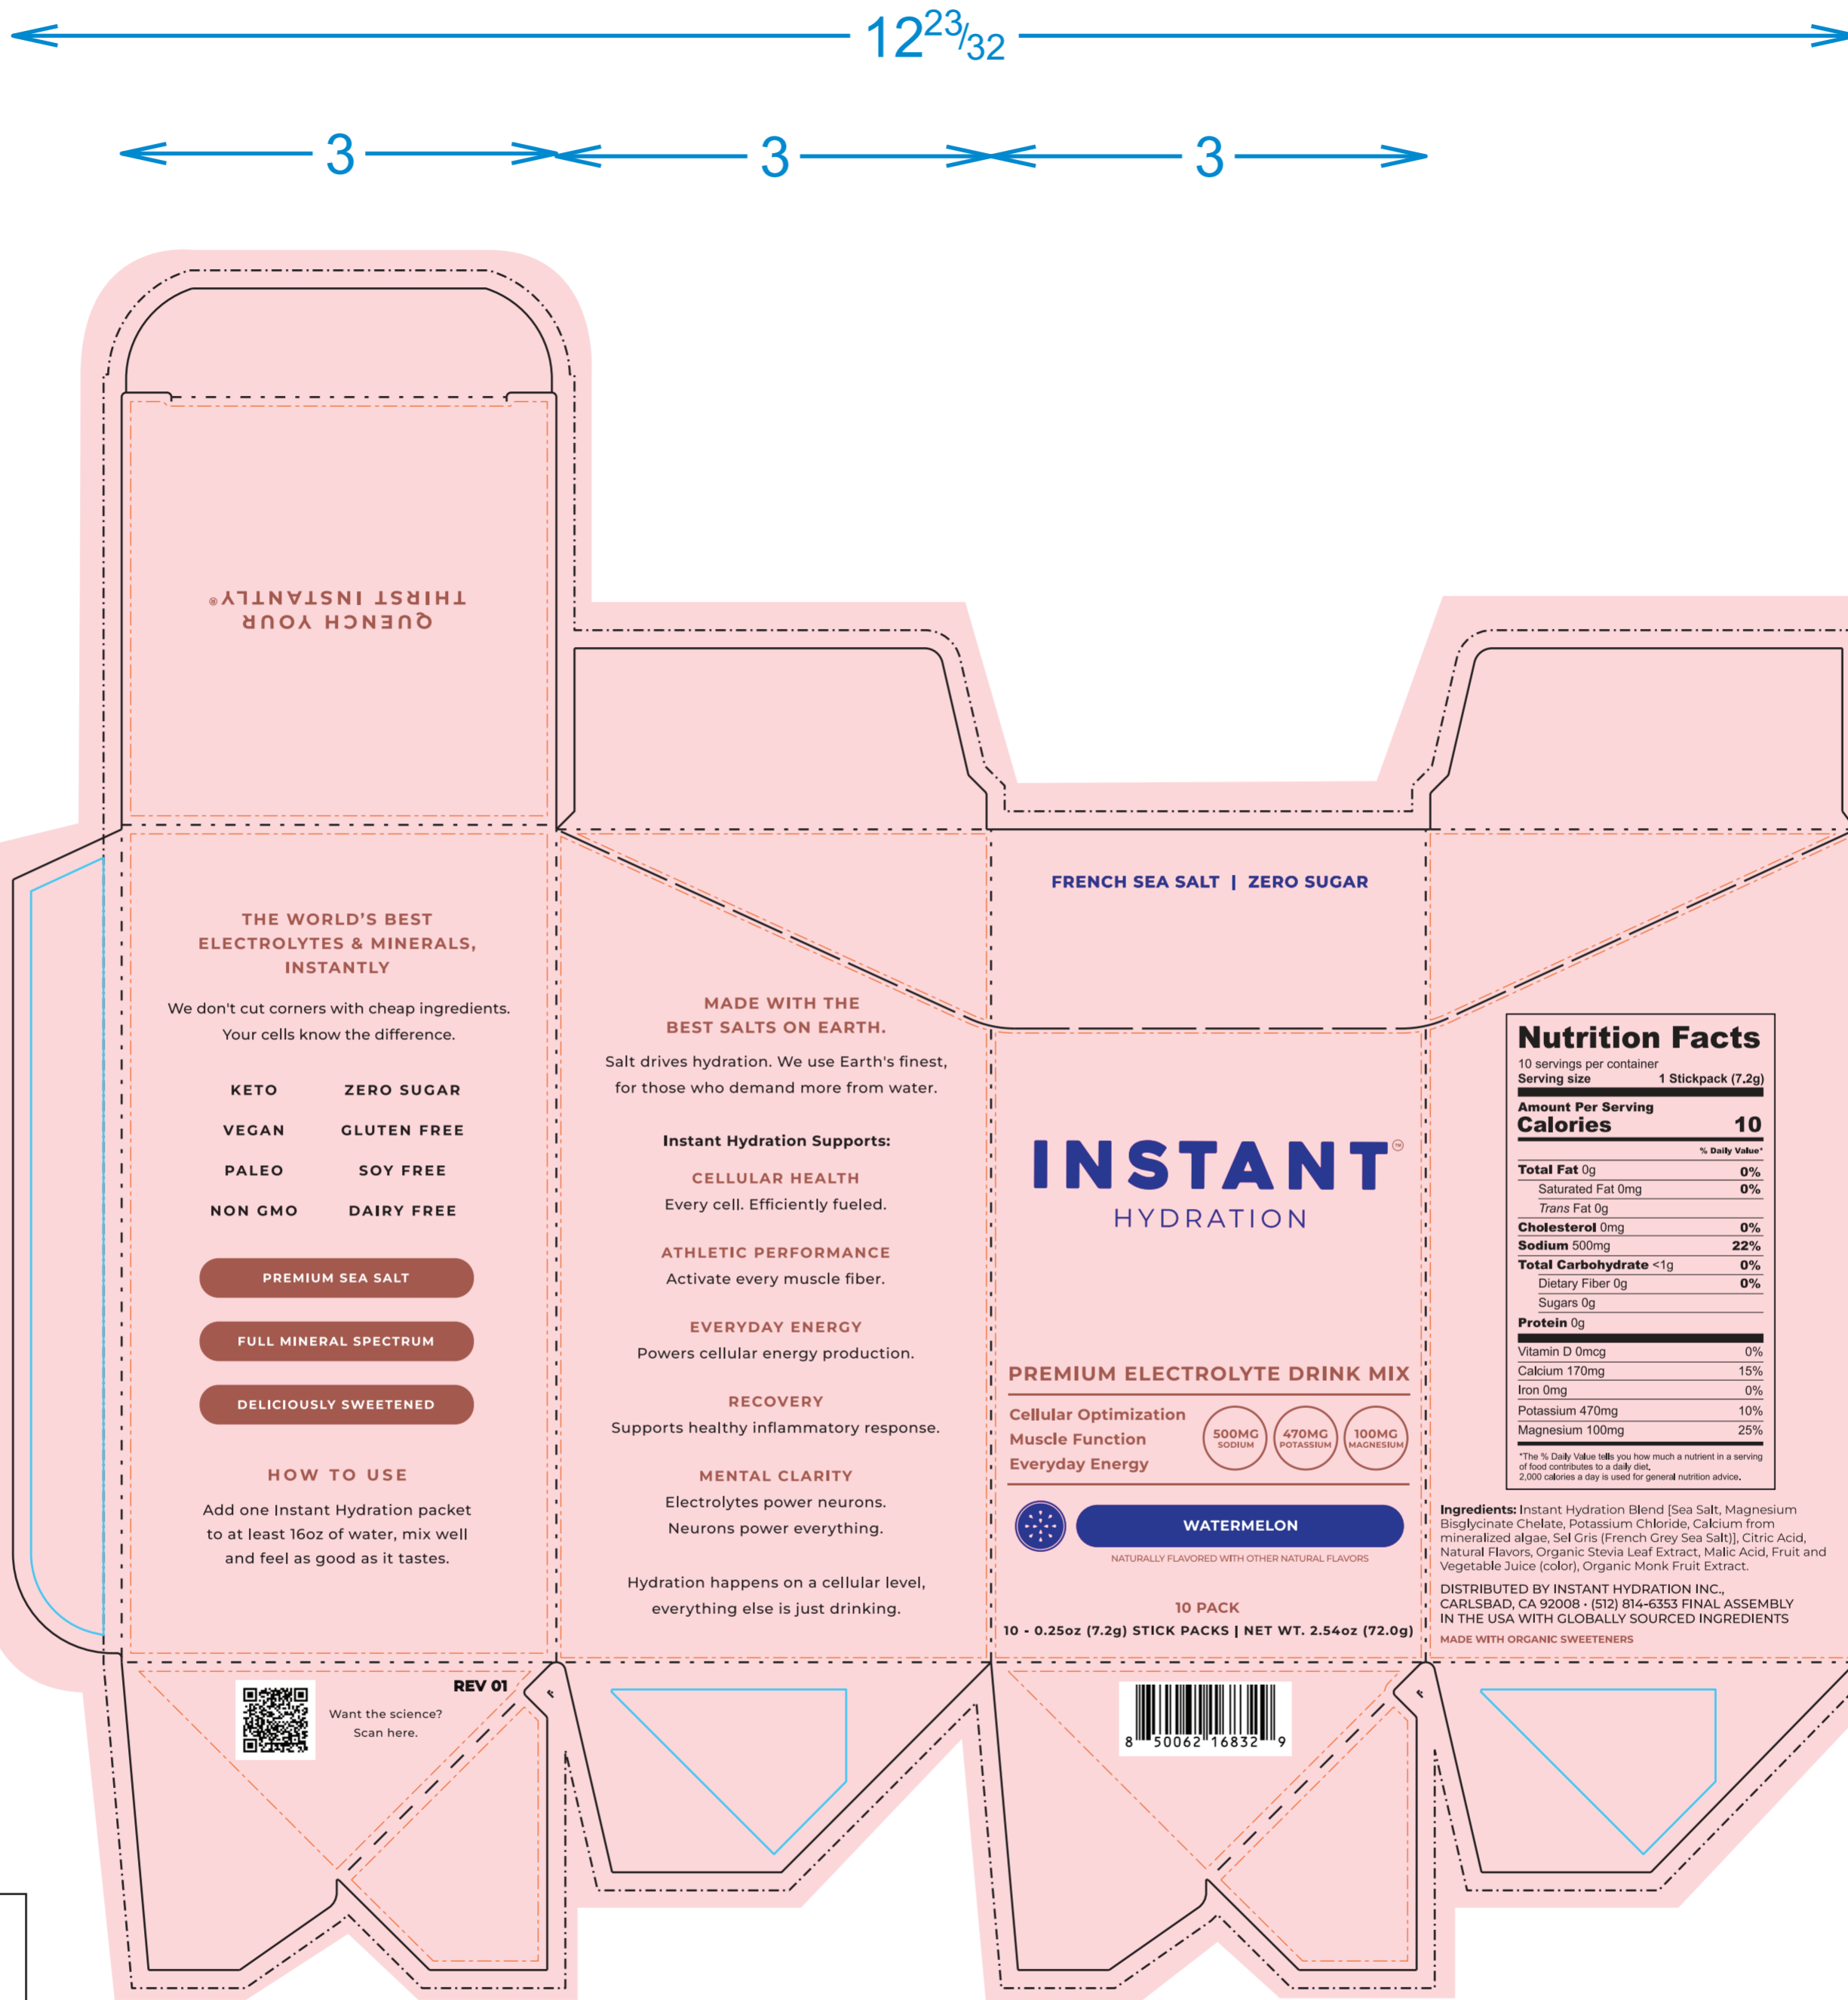 12 23/32
3
3
3
QUENCH YOUR
THIRST INSTANTLY®
THE WORLD'S BEST
ELECTROLYTES & MINERALS,
INSTANTLY
We don't cut corners with cheap ingredients.
Your cells know the difference.
KETO ZERO SUGAR
VEGAN GLUTEN FREE
PALEO SOY FREE
NON GMO DAIRY FREE
PREMIUM SEA SALT
FULL MINERAL SPECTRUM
DELICIOUSLY SWEETENED
HOW TO USE
Add one Instant Hydration packet
to at least 16oz of water, mix well
and feel as good as it tastes.
REV 01
Want the science?
Scan here.
MADE WITH THE
BEST SALTS ON EARTH.
Salt drives hydration. We use Earth's finest,
for those who demand more from water.
Instant Hydration Supports:
CELLULAR HEALTH
Every cell. Efficiently fueled.
ATHLETIC PERFORMANCE
Activate every muscle fiber.
EVERYDAY ENERGY
Powers cellular energy production.
RECOVERY
Supports healthy inflammatory response.
MENTAL CLARITY
Electrolytes power neurons.
Neurons power everything.
Hydration happens on a cellular level,
everything else is just drinking.
FRENCH SEA SALT | ZERO SUGAR
INSTANT™
HYDRATION
PREMIUM ELECTROLYTE DRINK MIX
Cellular Optimization
Muscle Function
Everyday Energy
500MG
SODIUM
470MG
POTASSIUM
100MG
MAGNESIUM
WATERMELON
NATURALLY FLAVORED WITH OTHER NATURAL FLAVORS
10 PACK
10 - 0.25oz (7.2g) STICK PACKS | NET WT. 2.54oz (72.0g)
8 50062 16832 9
Nutrition Facts
10 servings per container
Serving size 1 Stickpack (7.2g)
Amount Per Serving
Calories 10
% Daily Value*
Total Fat 0g 0%
Saturated Fat 0mg 0%
Trans Fat 0g
Cholesterol 0mg 0%
Sodium 500mg 22%
Total Carbohydrate <1g 0%
Dietary Fiber 0g 0%
Sugars 0g
Protein 0g
Vitamin D 0mcg 0%
Calcium 170mg 15%
Iron 0mg 0%
Potassium 470mg 10%
Magnesium 100mg 25%
*The % Daily Value tells you how much a nutrient in a serving
of food contributes to a daily diet.
2,000 calories a day is used for general nutrition advice.
Ingredients: Instant Hydration Blend [Sea Salt, Magnesium
Bisglycinate Chelate, Potassium Chloride, Calcium from
mineralized algae, Sel Gris (French Grey Sea Salt)], Citric Acid,
Natural Flavors, Organic Stevia Leaf Extract, Malic Acid, Fruit and
Vegetable Juice (color), Organic Monk Fruit Extract.
DISTRIBUTED BY INSTANT HYDRATION INC.,
CARLSBAD, CA 92008 • (512) 814-6353 FINAL ASSEMBLY
IN THE USA WITH GLOBALLY SOURCED INGREDIENTS
MADE WITH ORGANIC SWEETENERS